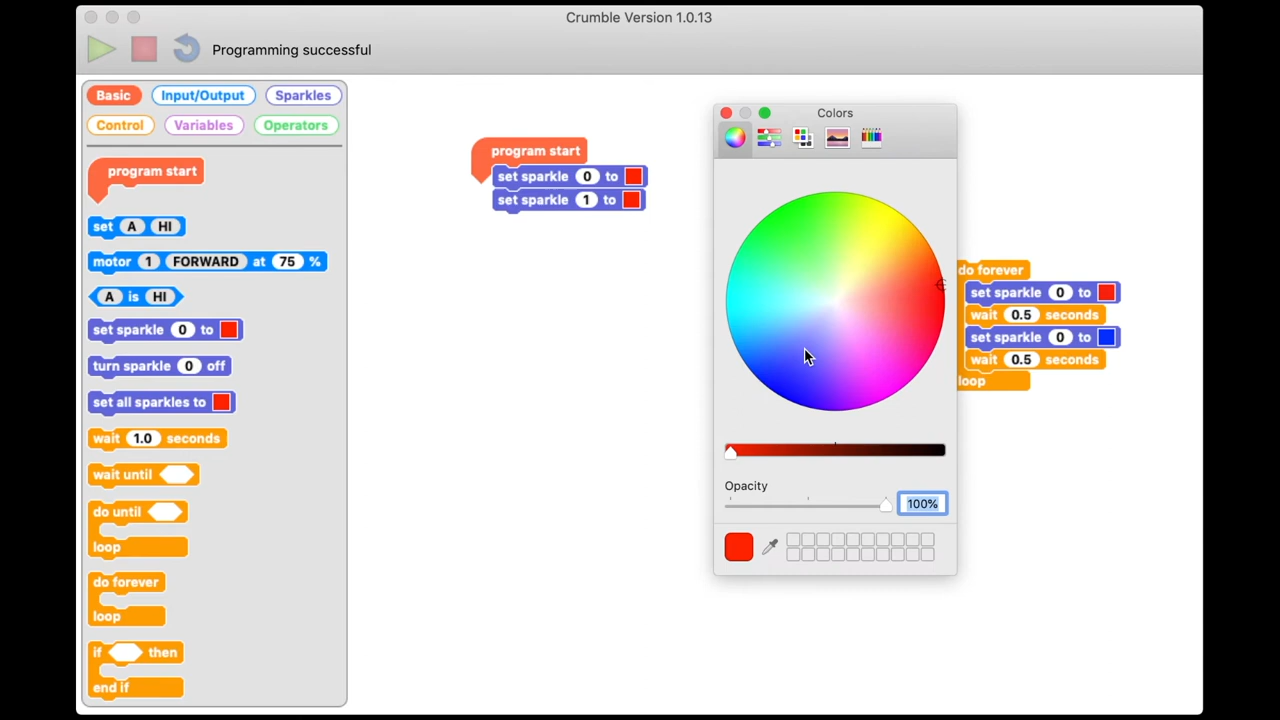 Crumble Version 1.0.13
Programming successful
Basic
Input/Output
Sparkles
Control
Variables
Operators
program start
set A HI
motor 1 FORWARD at 75 %
A is HI
set sparkle 0 to
turn sparkle 0 off
set all sparkles to
wait 1.0 seconds
wait until
do until
loop
do forever
loop
if then
end if
program start
set sparkle 0 to
set sparkle 1 to
Colors
Opacity
100%
do forever
set sparkle 0 to
wait 0.5 seconds
set sparkle 0 to
wait 0.5 seconds
loop